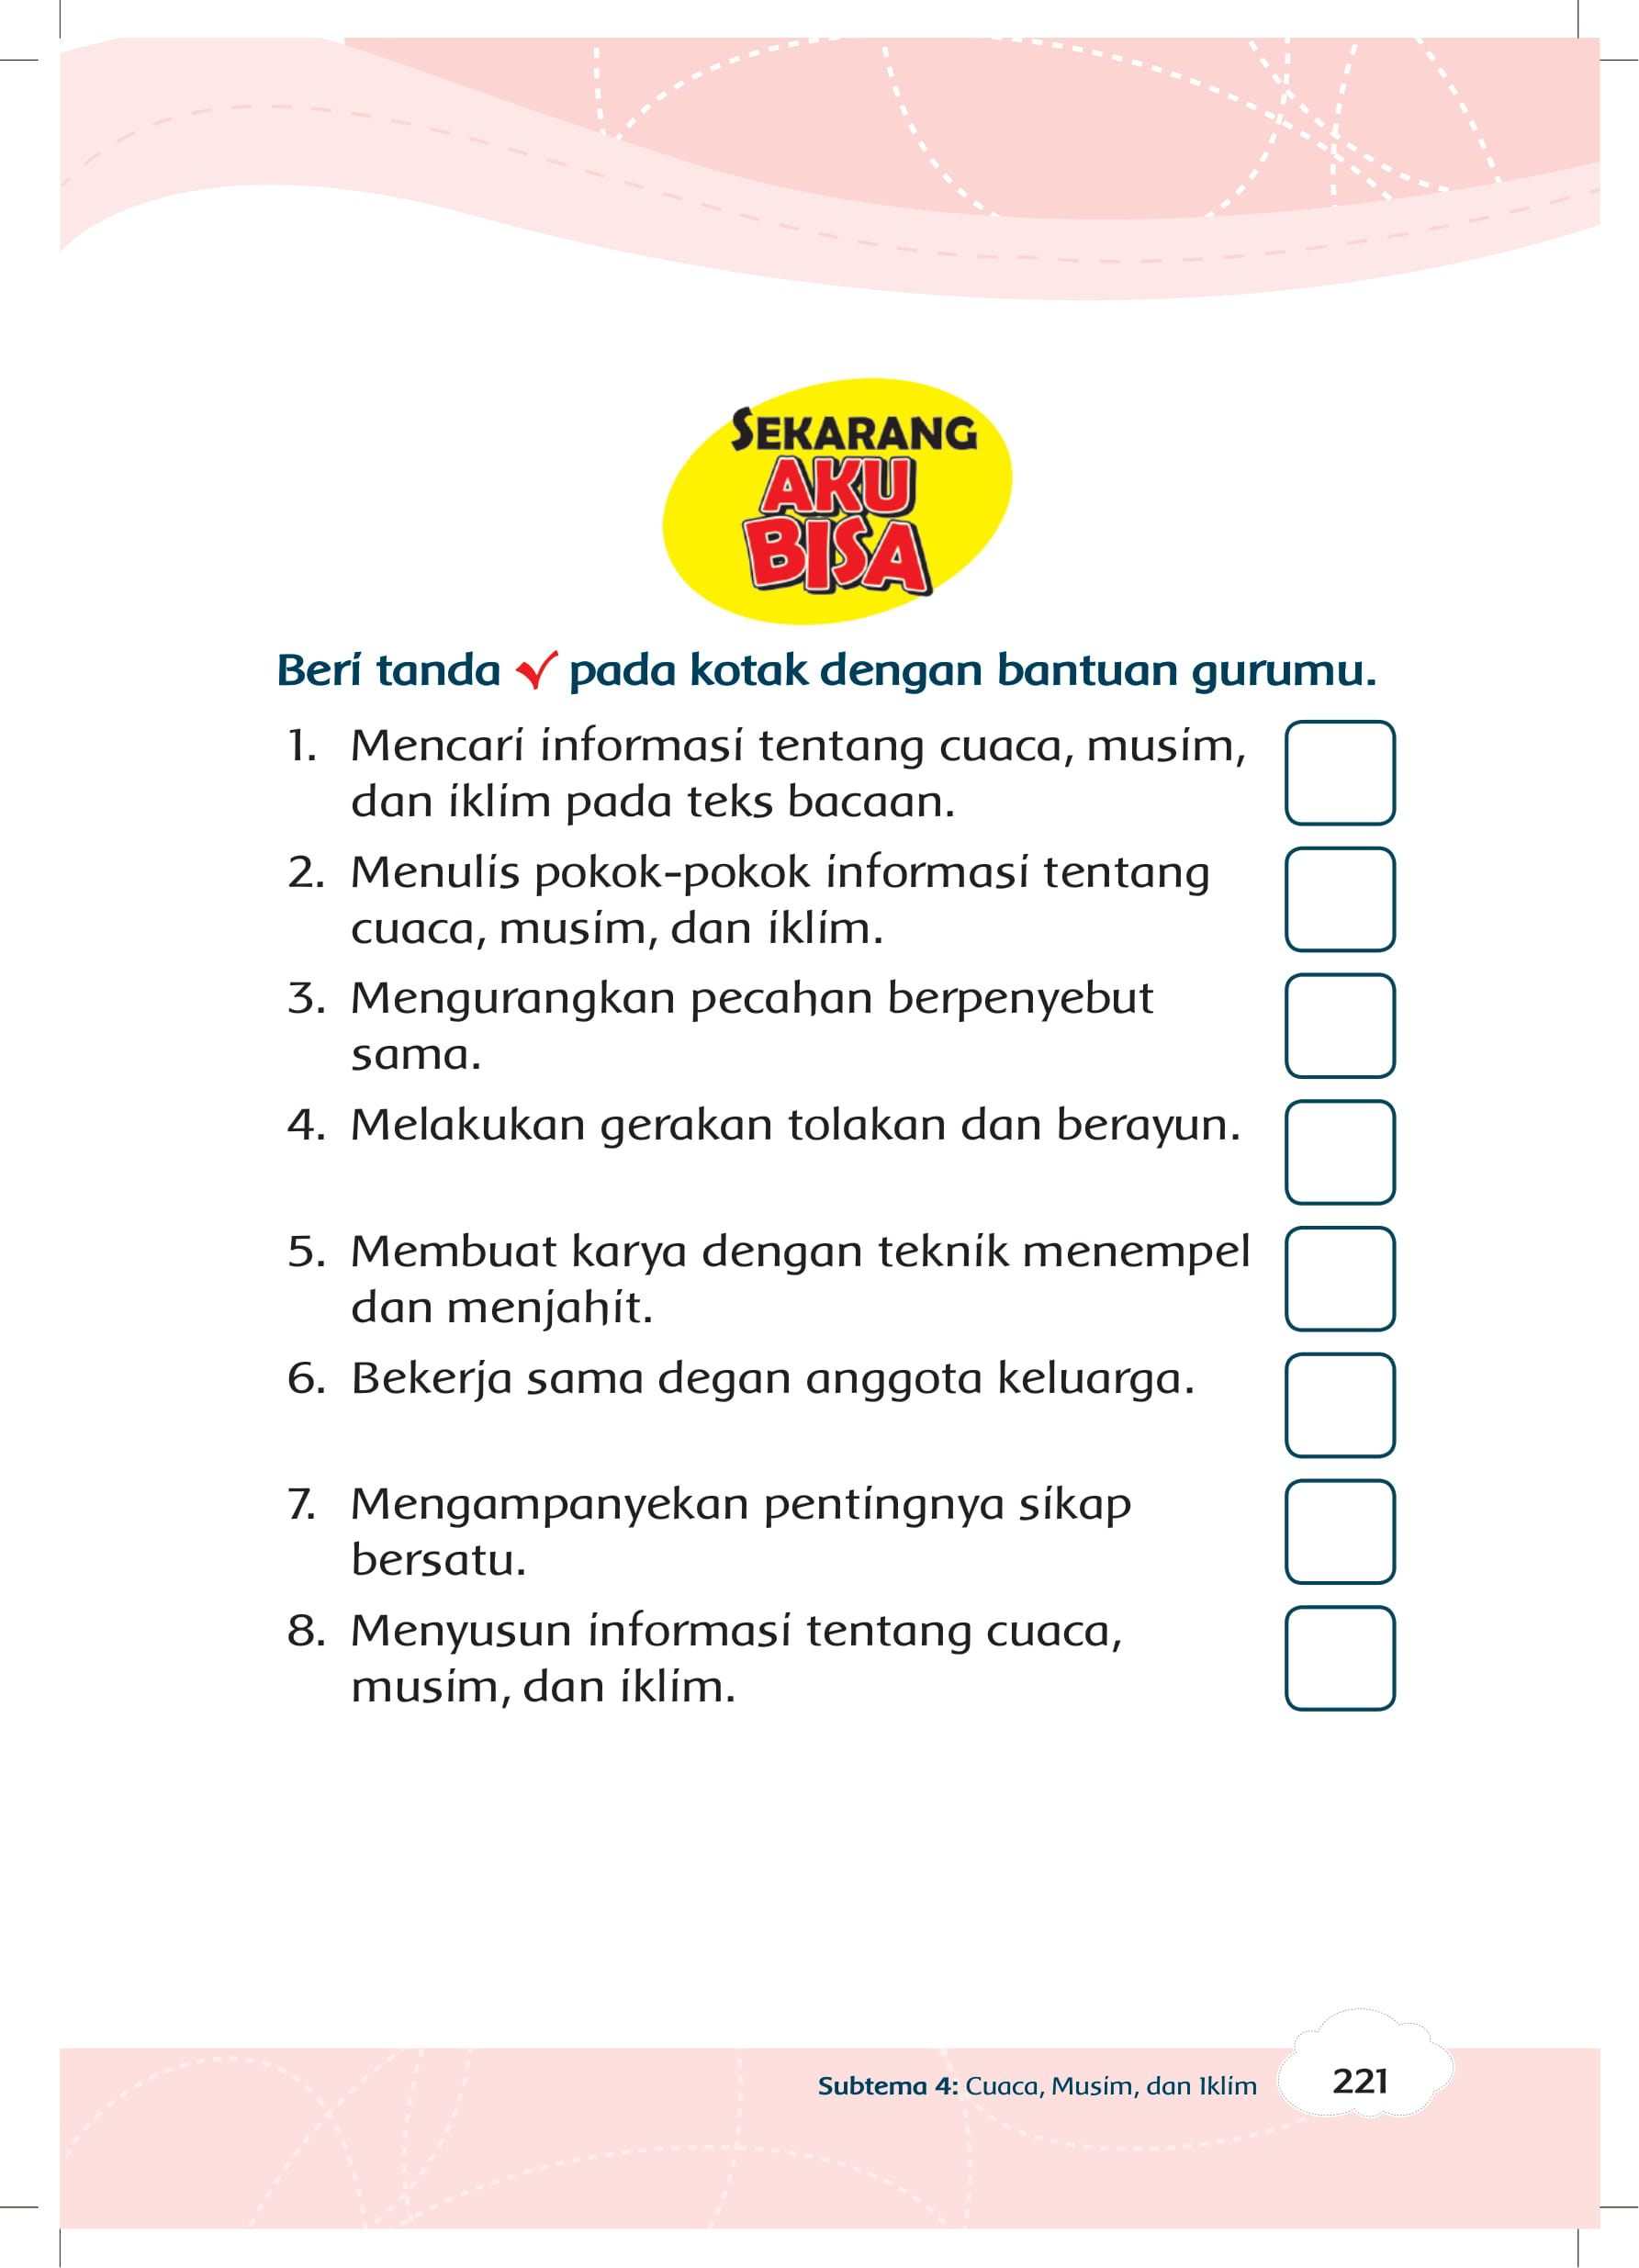 SEKARANG
AKU
BISA
Beri tanda ✓ pada kotak dengan bantuan gurumu.
1. Mencari informasi tentang cuaca, musim,
dan iklim pada teks bacaan.
2. Menulis pokok-pokok informasi tentang
cuaca, musim, dan iklim.
3. Mengurangkan pecahan berpenyebut
sama.
4. Melakukan gerakan tolakan dan berayun.
5. Membuat karya dengan teknik menempel
dan menjahit.
6. Bekerja sama degan anggota keluarga.
7. Mengampanyekan pentingnya sikap
bersatu.
8. Menyusun informasi tentang cuaca,
musim, dan iklim.
Subtema 4: Cuaca, Musim, dan Iklim 221